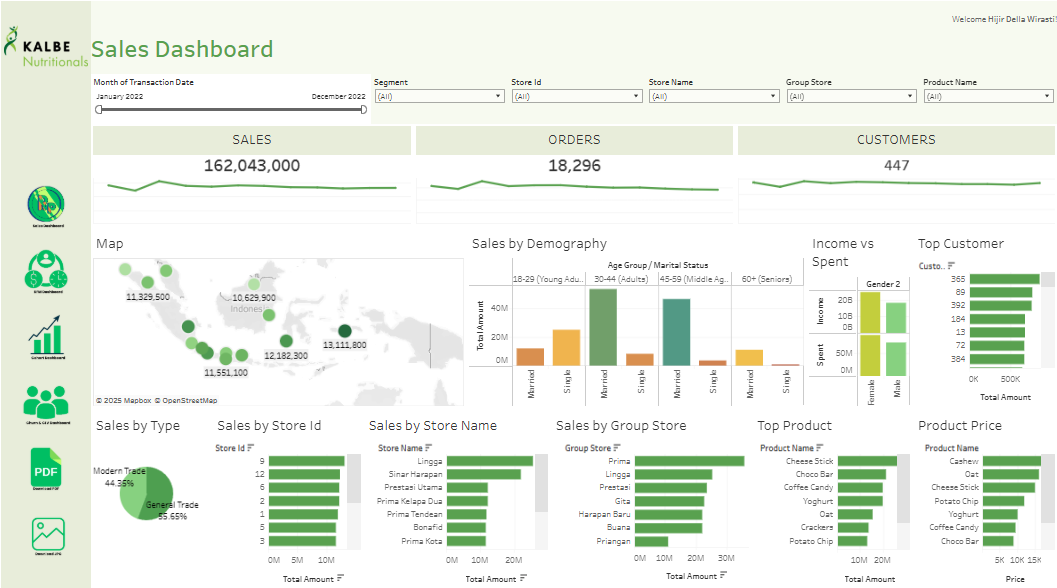 Welcome Hijir Della Wirasti!
KALBE
Nutritionals
Sales Dashboard
Month of Transaction Date
January 2022
December 2022
Segment
(All)
Store Id
(All)
Store Name
(All)
Group Store
(All)
Product Name
(All)
SALES
162,043,000
ORDERS
18,296
CUSTOMERS
447
Sales Dashboard
Cohort Dashboard
Download PDF
PDF
Download JPG
Map
11,329,500
10,629,900
Indonesia
12,182,300
13,111,800
11,551,100
© 2025 Mapbox © OpenStreetMap
Sales by Demography
Age Group / Marital Status
18-29 (Young Adu..
30-44 (Adults)
45-59 (Middle Ag..
60+ (Seniors)
Total Amount
40M
20M
0M
Married
Single
Married
Single
Married
Single
Married
Single
Income vs
Spent
Gender 2
Income
20B
10B
0B
Spent
50M
0M
Female
Male
Top Customer
Custo..
365
89
392
184
13
72
384
0K 500K
Total Amount
Sales by Type
Modern Trade
44.35%
General Trade
55.65%
Sales by Store Id
Store Id
9
12
6
2
1
5
3
0M 5M 10M
Total Amount
Sales by Store Name
Store Name
Lingga
Sinar Harapan
Prestasi Utama
Prima Kelapa Dua
Prima Tendean
Bonafid
Prima Kota
0M 10M 20M
Total Amount
Sales by Group Store
Group Store
Prima
Lingga
Prestasi
Gita
Harapan Baru
Buana
Priangan
0M 10M 20M 30M
Total Amount
Top Product
Product Name
Cheese Stick
Choco Bar
Coffee Candy
Yoghurt
Oat
Crackers
Potato Chip
10M 20M
Total Amount
Product Price
Product Name
Cashew
Oat
Cheese Stick
Potato Chip
Yoghurt
Coffee Candy
Choco Bar
5K 10K 15K
Price